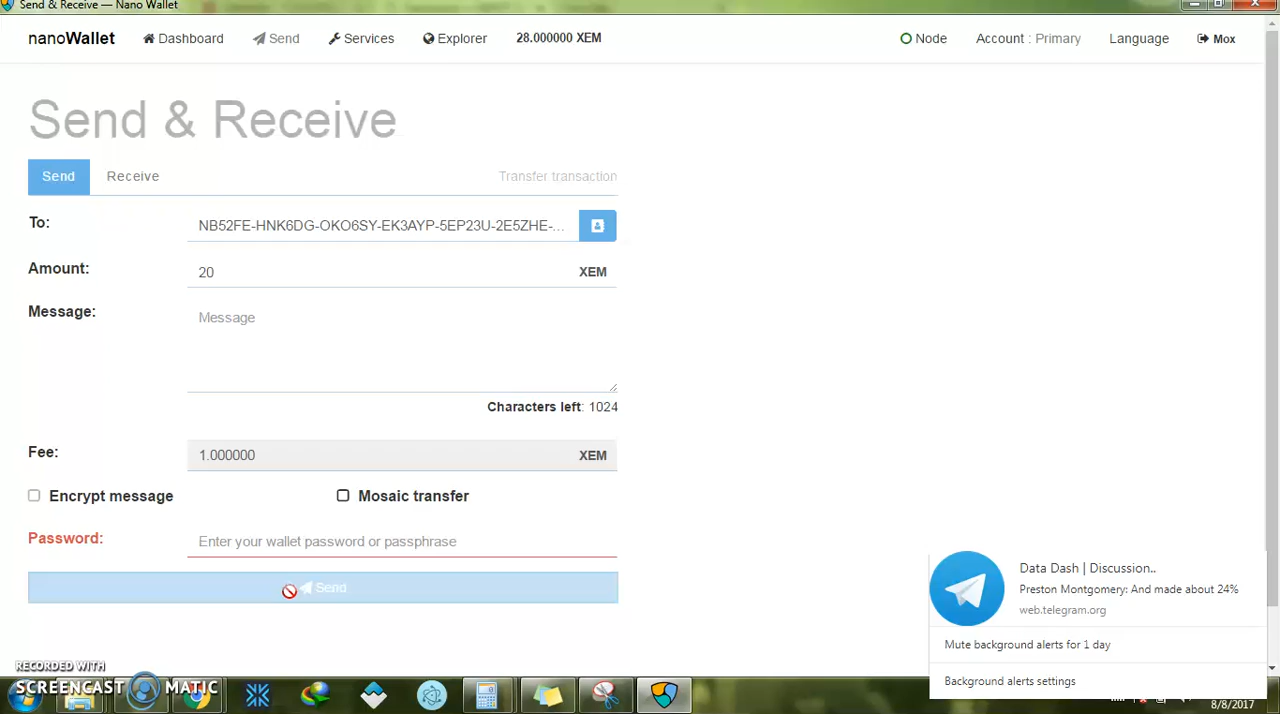 Send & Receive — Nano Wallet
nanoWallet Dashboard Send Services Explorer 28.000000 XEM Node Account : Primary Language Mox
Send & Receive
Send Receive Transfer transaction
To: NB52FE-HNK6DG-OKO6SY-EK3AYP-5EP23U-2E5ZHE-...
Amount: 20 XEM
Message: Message
Characters left: 1024
Fee: 1.000000 XEM
Encrypt message Mosaic transfer
Password: Enter your wallet password or passphrase
Send
Data Dash | Discussion..
Preston Montgomery: And made about 24%
web.telegram.org
Mute background alerts for 1 day
Background alerts settings
RECORDED WITH
SCREENCAST MATIC
8/8/2017